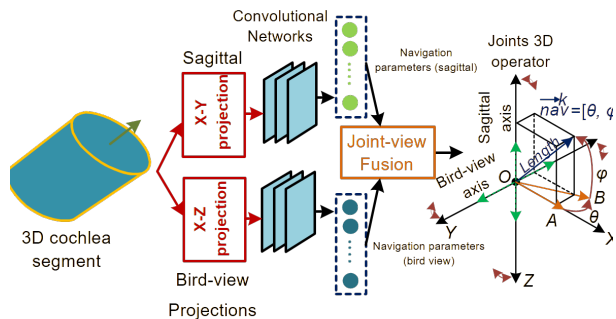 Convolutional
Networks
Sagittal
X-Y
projection
3D cochlea
segment
X-Z
projection
Bird-view
Projections
Navigation
parameters (sagittal)
Joint-view
Fusion
Navigation parameters
(bird view)
Joints 3D
operator
k
nav=[θ, φ
Sagittal
axis
Length
Bird-view
axis
O
φ
B
θ
A
X
Y
Z